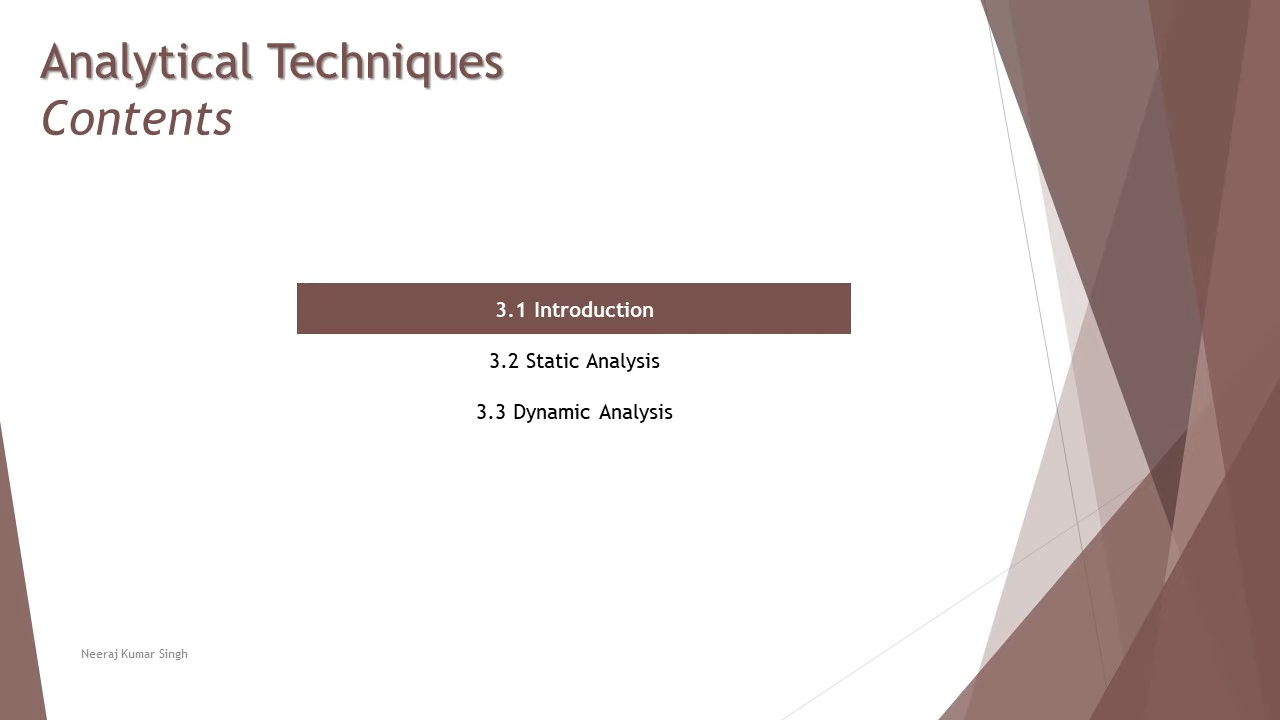 Analytical Techniques
Contents
3.1 Introduction
3.2 Static Analysis
3.3 Dynamic Analysis
Neeraj Kumar Singh